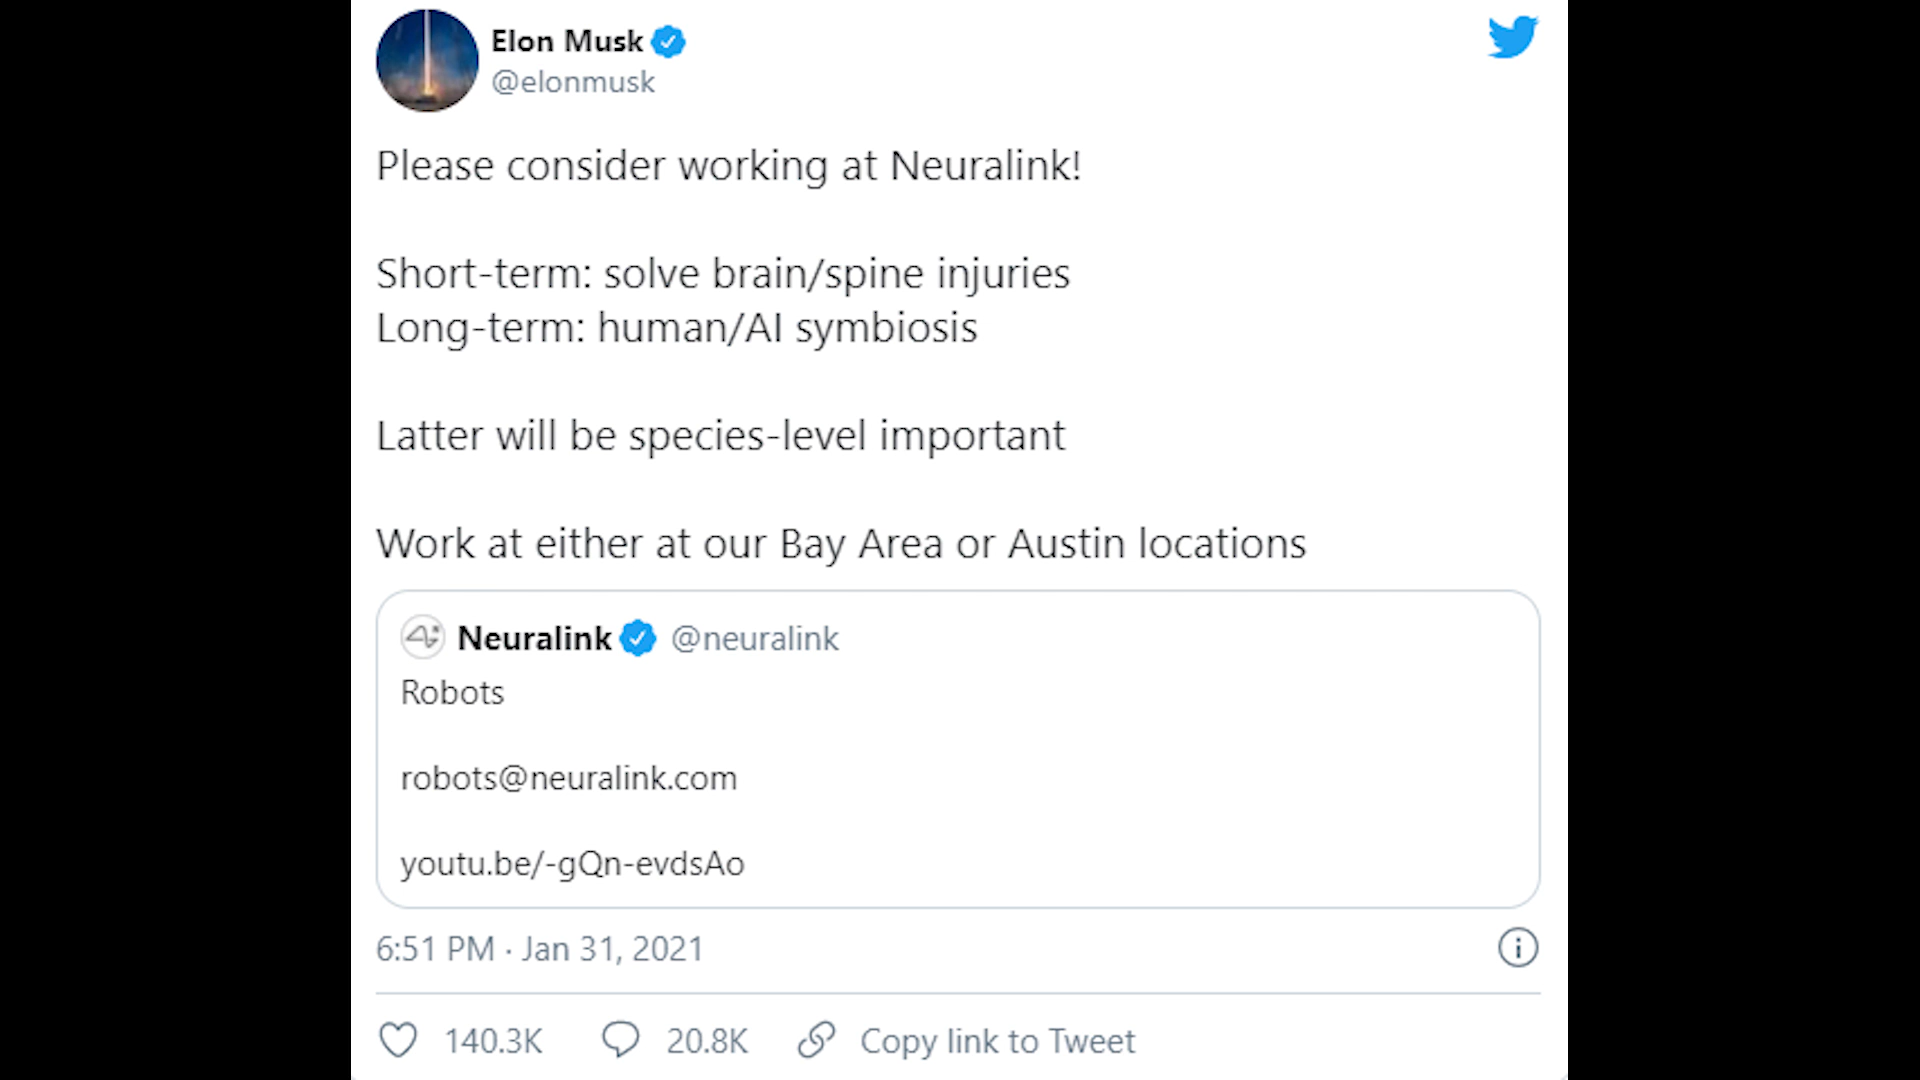 Elon Musk
@elonmusk
Please consider working at Neuralink!
Short-term: solve brain/spine injuries
Long-term: human/AI symbiosis
Latter will be species-level important
Work at either at our Bay Area or Austin locations
Neuralink @neuralink
Robots
robots@neuralink.com
youtu.be/-gQn-evdsAo
6:51 PM · Jan 31, 2021
140.3K 20.8K Copy link to Tweet